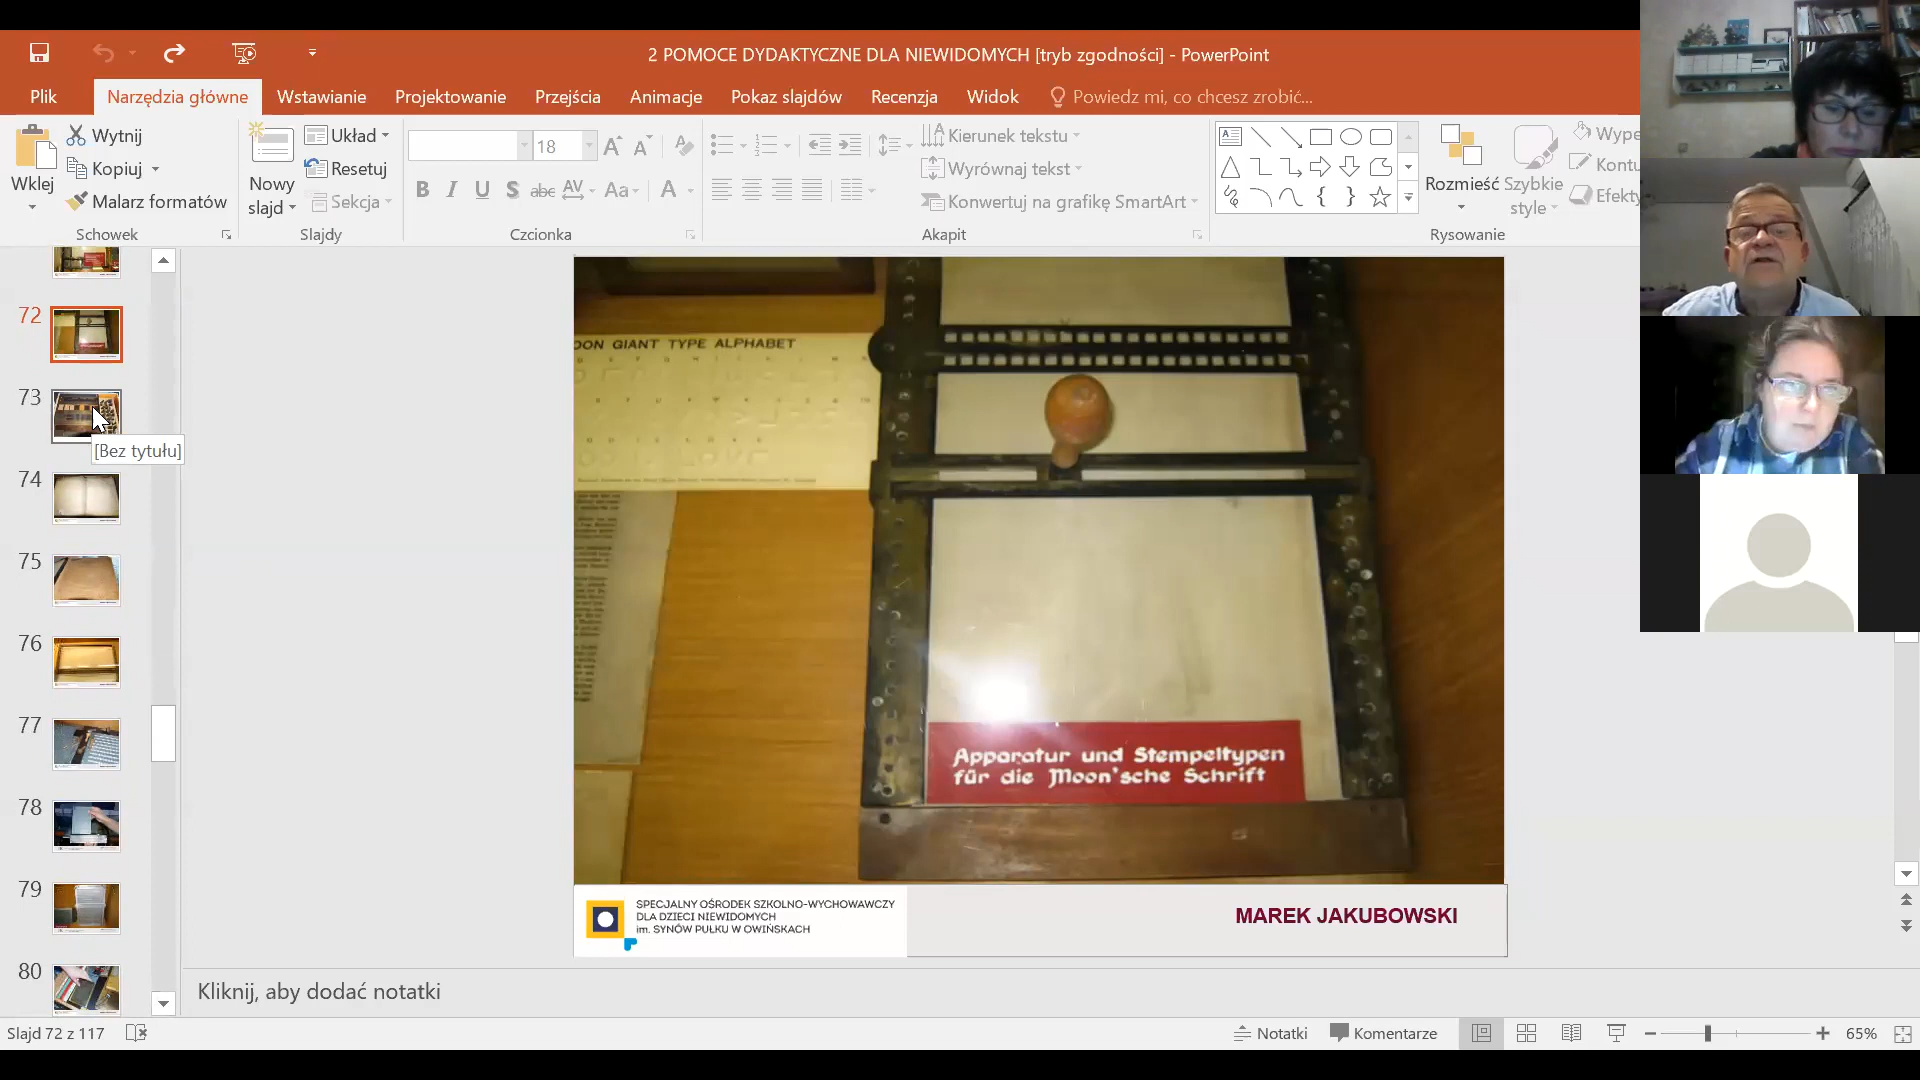 2 POMOCE DYDAKTYCZNE DLA NIEWIDOMYCH [tryb zgodności] - PowerPoint
Plik
Narzędzia główne
Wstawianie
Projektowanie
Przejścia
Animacje
Pokaz slajdów
Recenzja
Widok
Powiedz mi, co chcesz zrobić...
Wklej
Wytnij
Kopiuj
Malarz formatów
Schowek
Nowy
slajd
Układ
Resetuj
Sekcja
Slajdy
18
Czcionka
Kierunek tekstu
Wyrównaj tekst
Konwertuj na grafikę SmartArt
Akapit
Rozmieść
Szybkie
style
Wype
Kontu
Efekty
Rysowanie
72
73
[Bez tytułu]
74
75
76
77
78
79
80
OON GIANT TYPE ALPHABET
Apparatur und Stempeltypen
für die Moon'sche Schrift
SPECJALNY OŚRODEK SZKOLNO-WYCHOWAWCZY
DLA DZIECI NIEWIDOMYCH
im. SYNÓW PUŁKU W OWIŃSKACH
MAREK JAKUBOWSKI
Kliknij, aby dodać notatki
Slajd 72 z 117
Notatki
Komentarze
65%